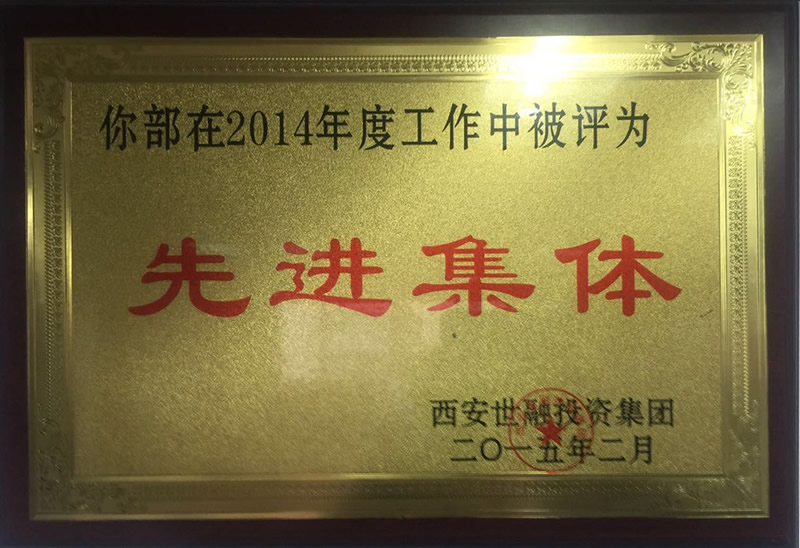 你部在2014年度工作中被评为
先进集体
西安世融投资集团
二〇一五年二月